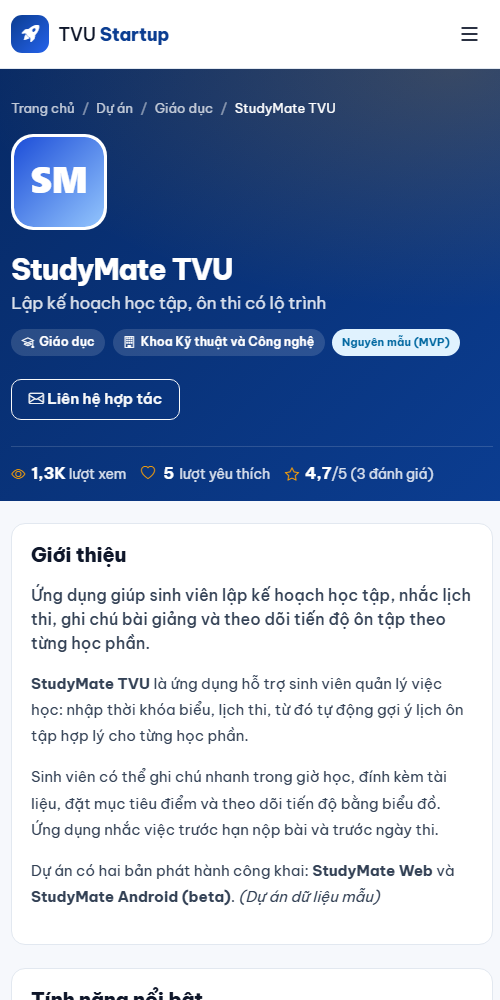 TVU Startup
Trang chủ / Dự án / Giáo dục / StudyMate TVU
SM
StudyMate TVU
Lập kế hoạch học tập, ôn thi có lộ trình
Giáo dục
Khoa Kỹ thuật và Công nghệ
Nguyên mẫu (MVP)
Liên hệ hợp tác
1,3K lượt xem
5 lượt yêu thích
4,7/5 (3 đánh giá)
Giới thiệu
Ứng dụng giúp sinh viên lập kế hoạch học tập, nhắc lịch
thi, ghi chú bài giảng và theo dõi tiến độ ôn tập theo
từng học phần.
StudyMate TVU là ứng dụng hỗ trợ sinh viên quản lý việc
học: nhập thời khóa biểu, lịch thi, từ đó tự động gợi ý lịch ôn
tập hợp lý cho từng học phần.
Sinh viên có thể ghi chú nhanh trong giờ học, đính kèm tài
liệu, đặt mục tiêu điểm và theo dõi tiến độ bằng biểu đồ.
Ứng dụng nhắc việc trước hạn nộp bài và trước ngày thi.
Dự án có hai bản phát hành công khai: StudyMate Web và
StudyMate Android (beta). (Dự án dữ liệu mẫu)
Tính năng nổi bật